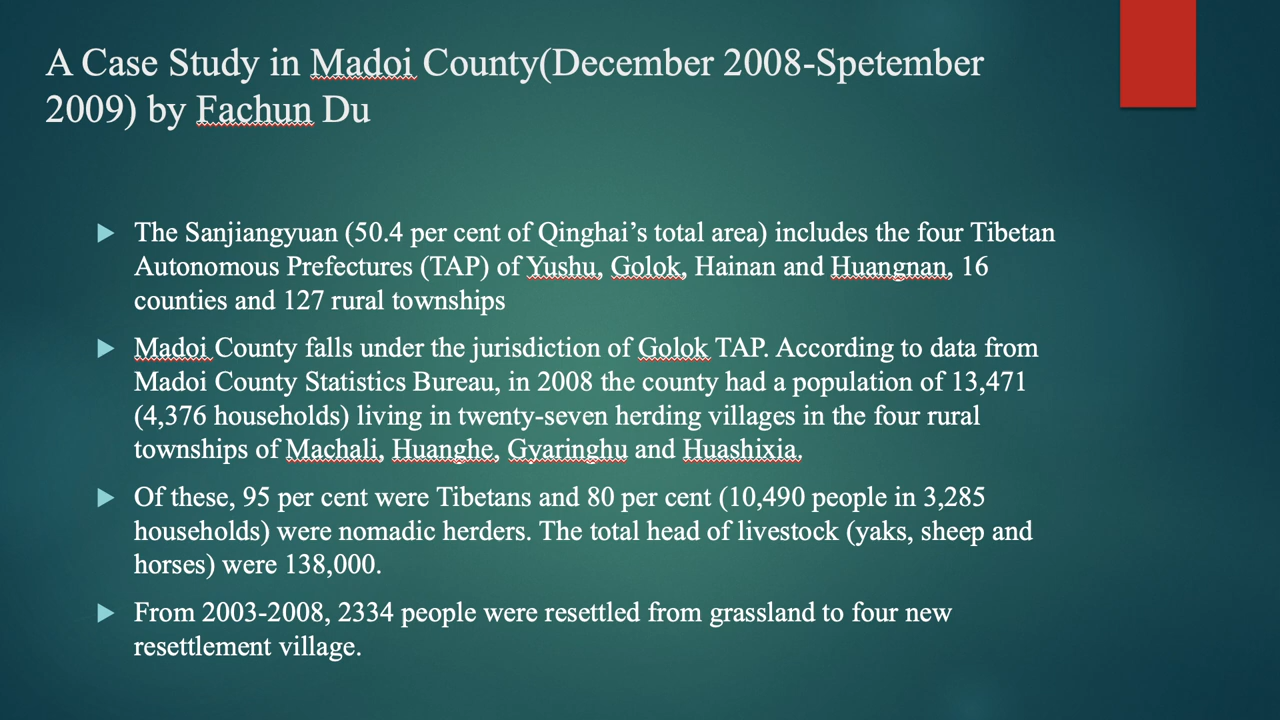 A Case Study in Madoi County(December 2008-Spetember
2009) by Fachun Du
The Sanjiangyuan (50.4 per cent of Qinghai’s total area) includes the four Tibetan
Autonomous Prefectures (TAP) of Yushu, Golok, Hainan and Huangnan, 16
counties and 127 rural townships
Madoi County falls under the jurisdiction of Golok TAP. According to data from
Madoi County Statistics Bureau, in 2008 the county had a population of 13,471
(4,376 households) living in twenty-seven herding villages in the four rural
townships of Machali, Huanghe, Gyaringhu and Huashixia.
Of these, 95 per cent were Tibetans and 80 per cent (10,490 people in 3,285
households) were nomadic herders. The total head of livestock (yaks, sheep and
horses) were 138,000.
From 2003-2008, 2334 people were resettled from grassland to four new
resettlement village.